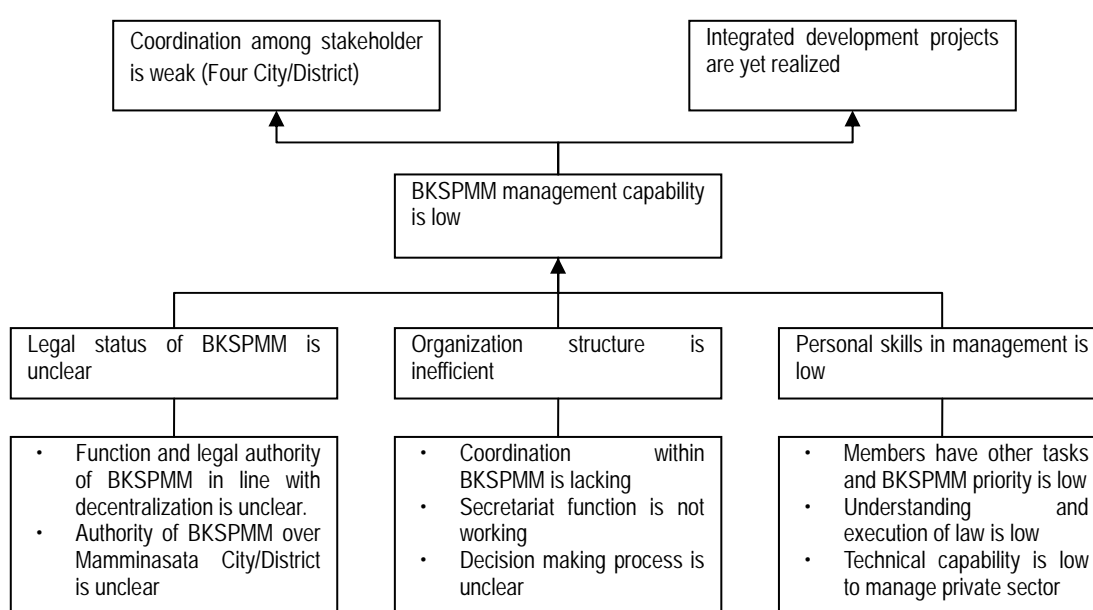 Coordination among stakeholder
is weak (Four City/District)
Integrated development projects
are yet realized
BKSPMM management capability
is low
Legal status of BKSPMM is
unclear
Organization structure is
inefficient
Personal skills in management is
low
・ Function and legal authority
of BKSPMM in line with
decentralization is unclear.
・ Authority of BKSPMM over
Mamminasata City/District
is unclear
・ Coordination within
BKSPMM is lacking
・ Secretariat function is not
working
・ Decision making process is
unclear
・ Members have other tasks
and BKSPMM priority is low
・ Understanding and
execution of law is low
・ Technical capability is low
to manage private sector